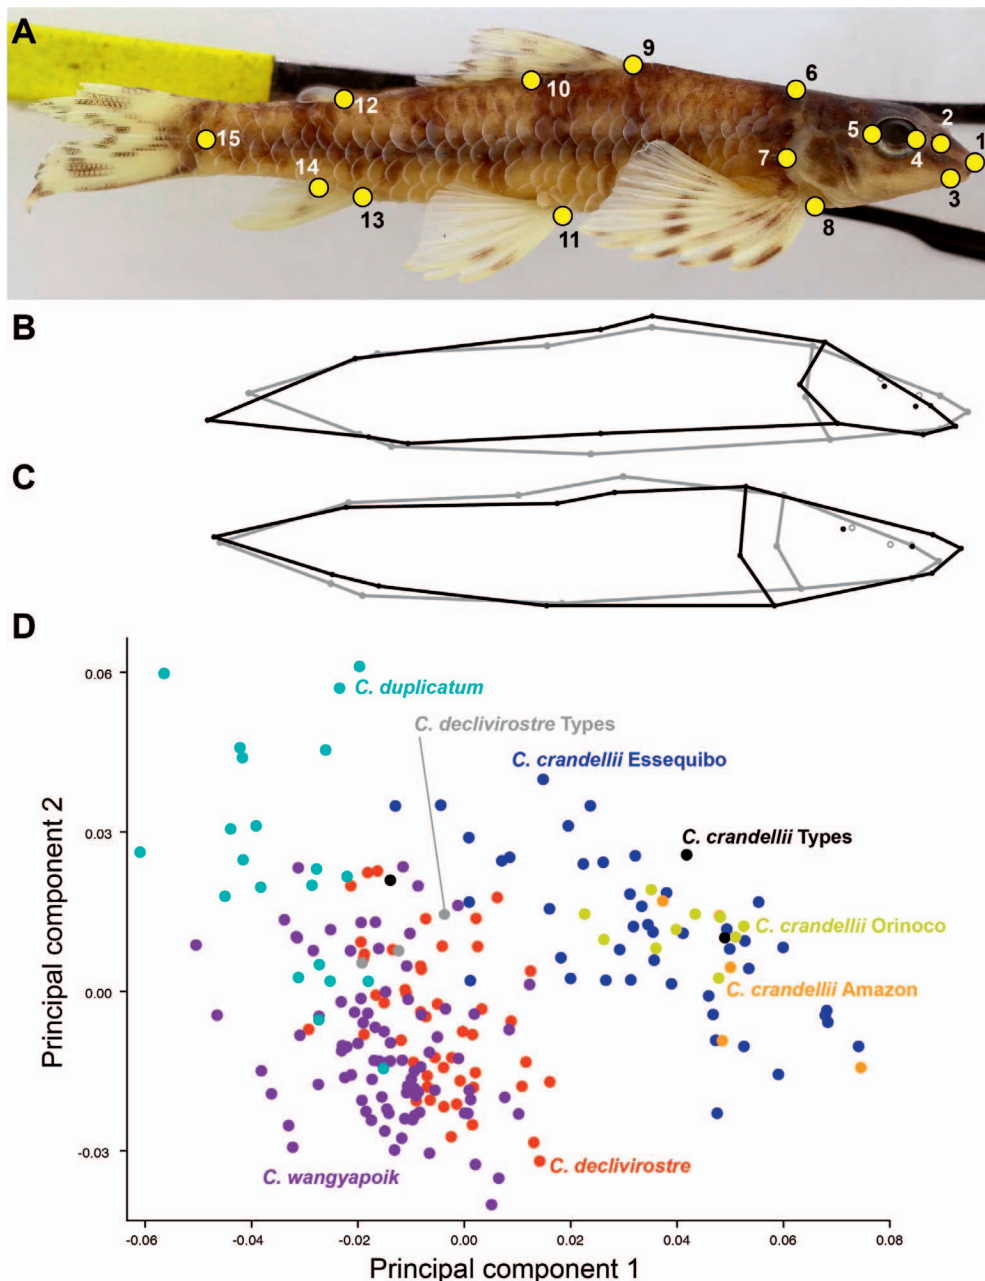 A
9
6
10
2
12
5
1
15
4
7
14
3
13
11
8
B
C
D
0.06
C. duplicatum
C. declivirostre Types
C. crandellii Essequibo
0.03
C. crandellii Types
C. crandellii Orinoco
0.00
C. crandellii Amazon
-0.03
C. wangyapoik
C. declivirostre
Principal component 2
-0.06
-0.04
-0.02
0.00
0.02
0.04
0.06
0.08
Principal component 1